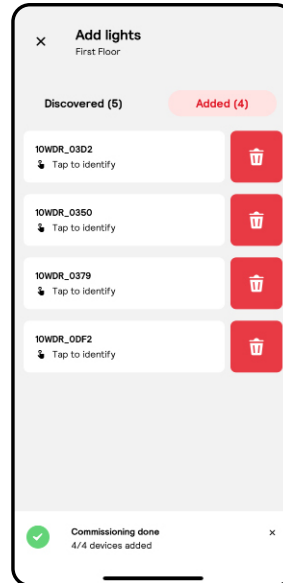 Add lights
First Floor
Discovered (5)
Added (4)
10WDR_03D2
Tap to identify
10WDR_0350
Tap to identify
10WDR_0379
Tap to identify
10WDR_0DF2
Tap to identify
Commissioning done
4/4 devices added